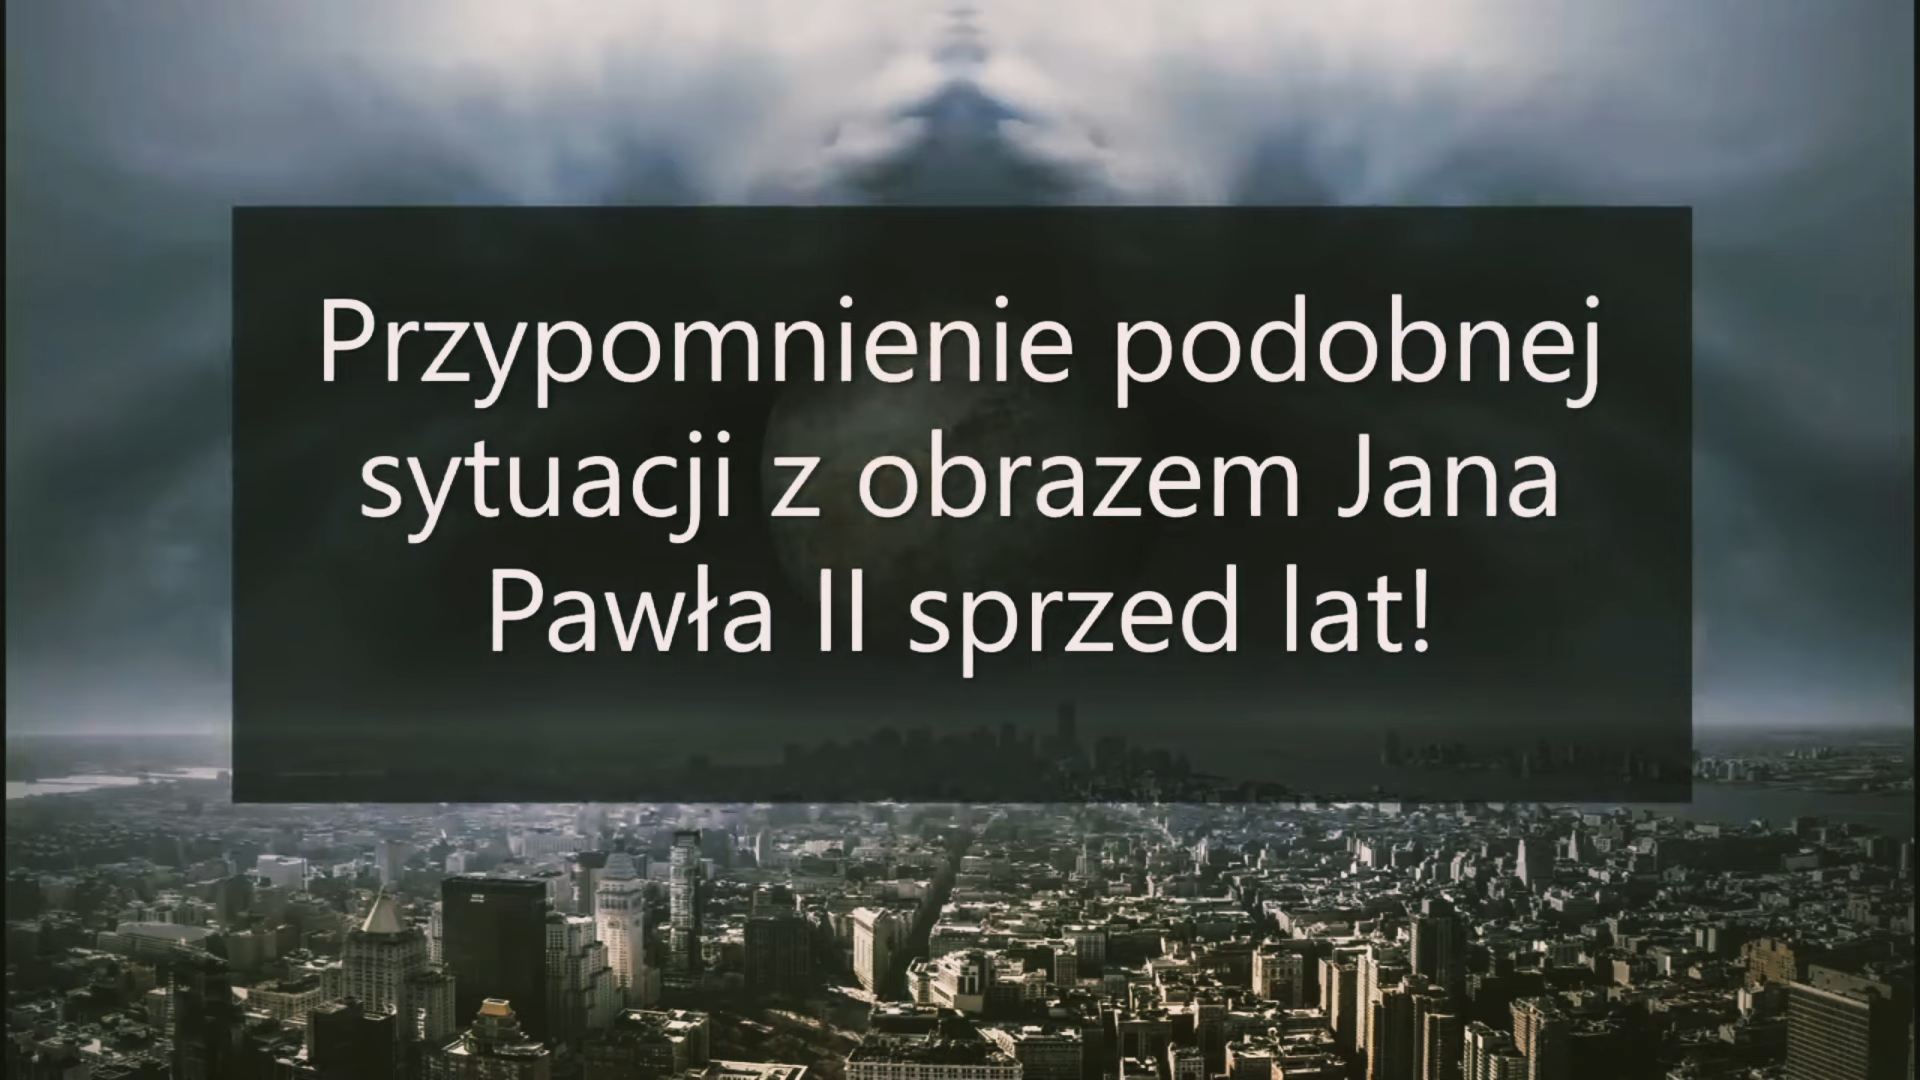 Przypomnienie podobnej
sytuacji z obrazem Jana
Pawła II sprzed lat!